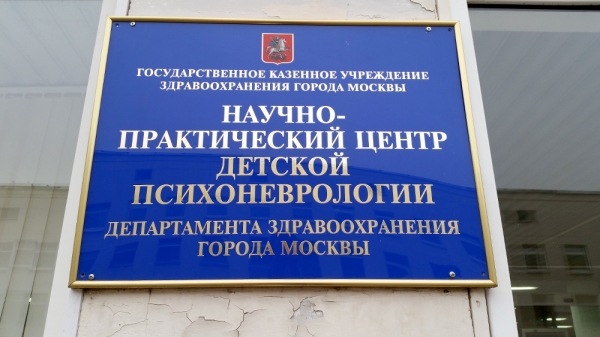 ГОСУДАРСТВЕННОЕ КАЗЕННОЕ УЧРЕЖДЕНИЕ
ЗДРАВООХРАНЕНИЯ ГОРОДА МОСКВЫ
НАУЧНО-
ПРАКТИЧЕСКИЙ ЦЕНТР
ДЕТСКОЙ
ПСИХОНЕВРОЛОГИИ
ДЕПАРТАМЕНТА ЗДРАВООХРАНЕНИЯ
ГОРОДА МОСКВЫ